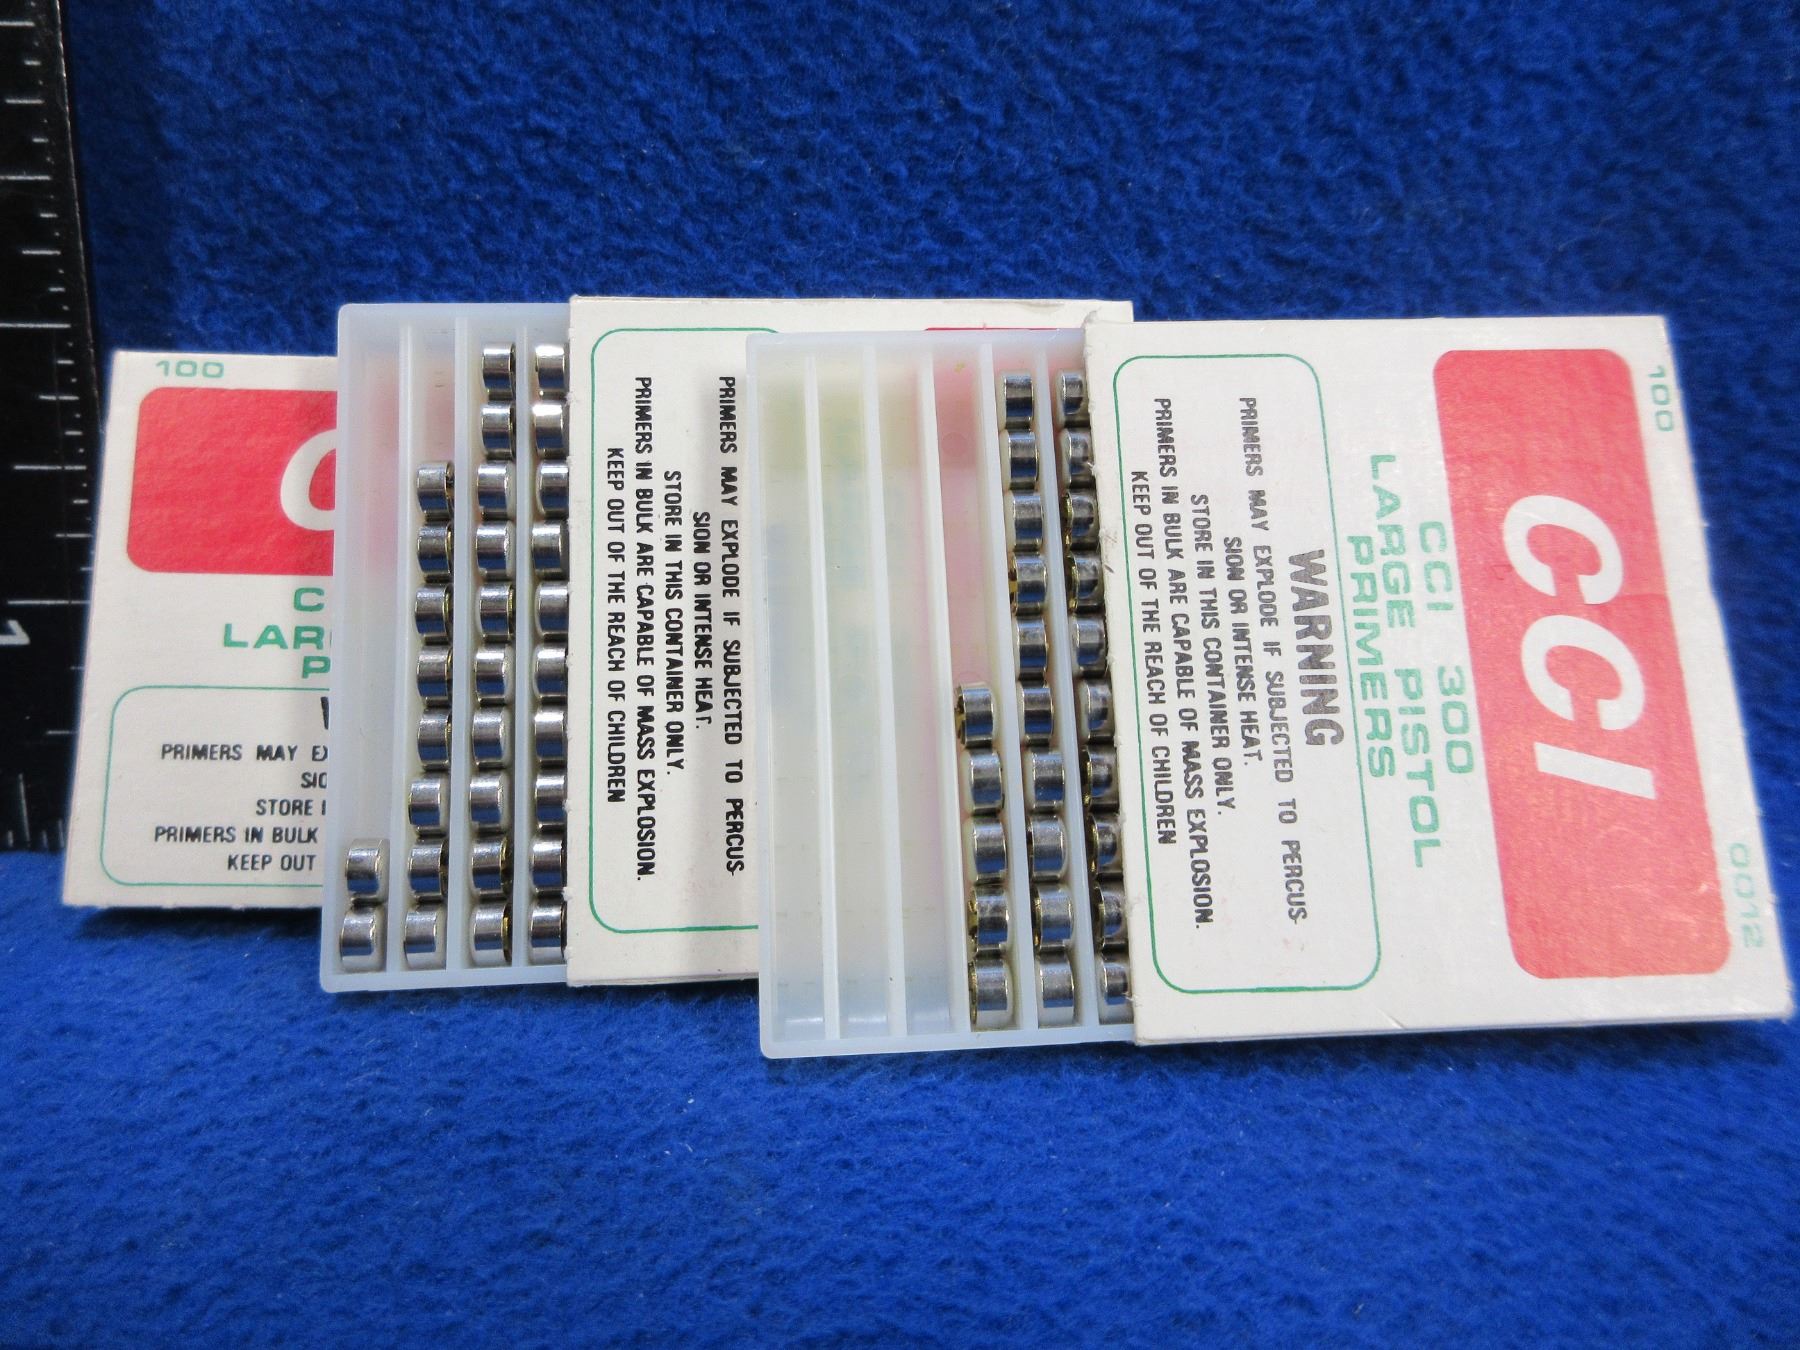 100
C
LAR
P
PRIMERS MAY EX
SIO
STORE I
PRIMERS IN BULK
KEEP OUT
1
PRIMERS MAY EXPLODE IF SUBJECTED TO PERCUS-
SION OR INTENSE HEAT.
STORE IN THIS CONTAINER ONLY.
PRIMERS IN BULK ARE CAPABLE OF MASS EXPLOSION.
KEEP OUT OF THE REACH OF CHILDREN
100
0012
CCI
CCI 300
LARGE PISTOL
PRIMERS
WARNING
PRIMERS MAY EXPLODE IF SUBJECTED TO PERCUS-
SION OR INTENSE HEAT.
STORE IN THIS CONTAINER ONLY.
PRIMERS IN BULK ARE CAPABLE OF MASS EXPLOSION.
KEEP OUT OF THE REACH OF CHILDREN